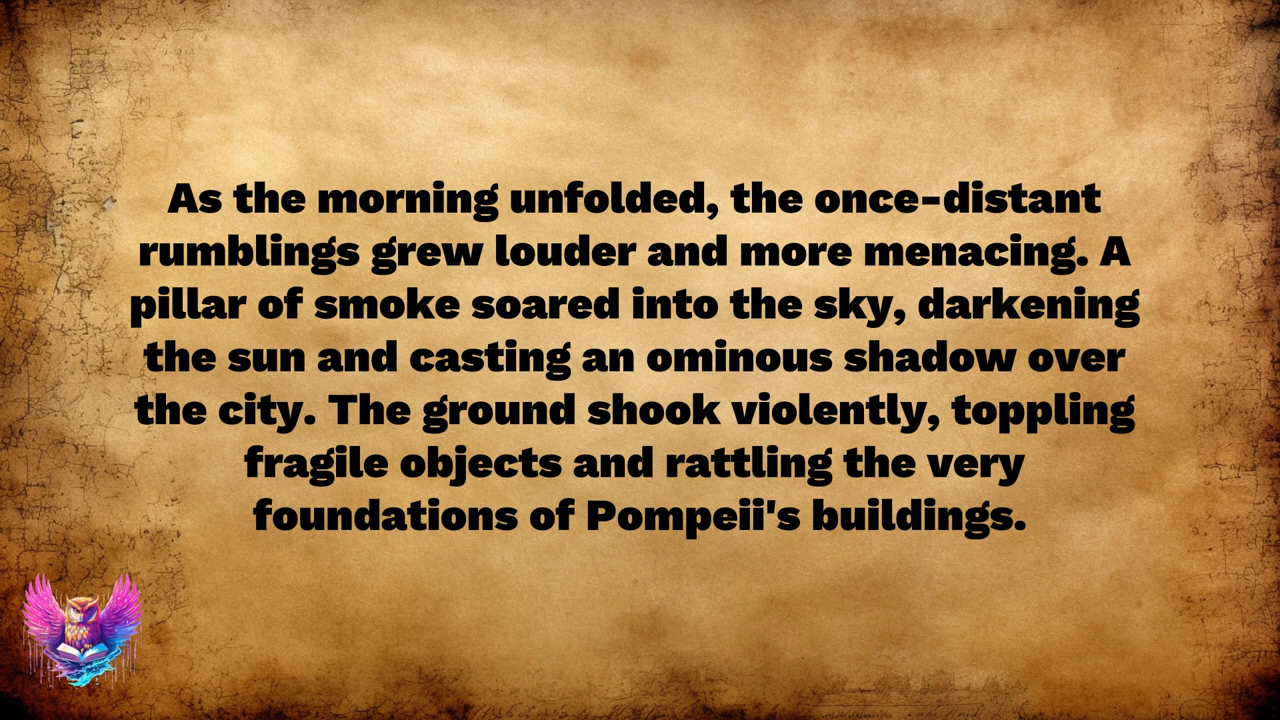 As the morning unfolded, the once-distant
rumblings grew louder and more menacing. A
pillar of smoke soared into the sky, darkening
the sun and casting an ominous shadow over
the city. The ground shook violently, toppling
fragile objects and rattling the very
foundations of Pompeii's buildings.